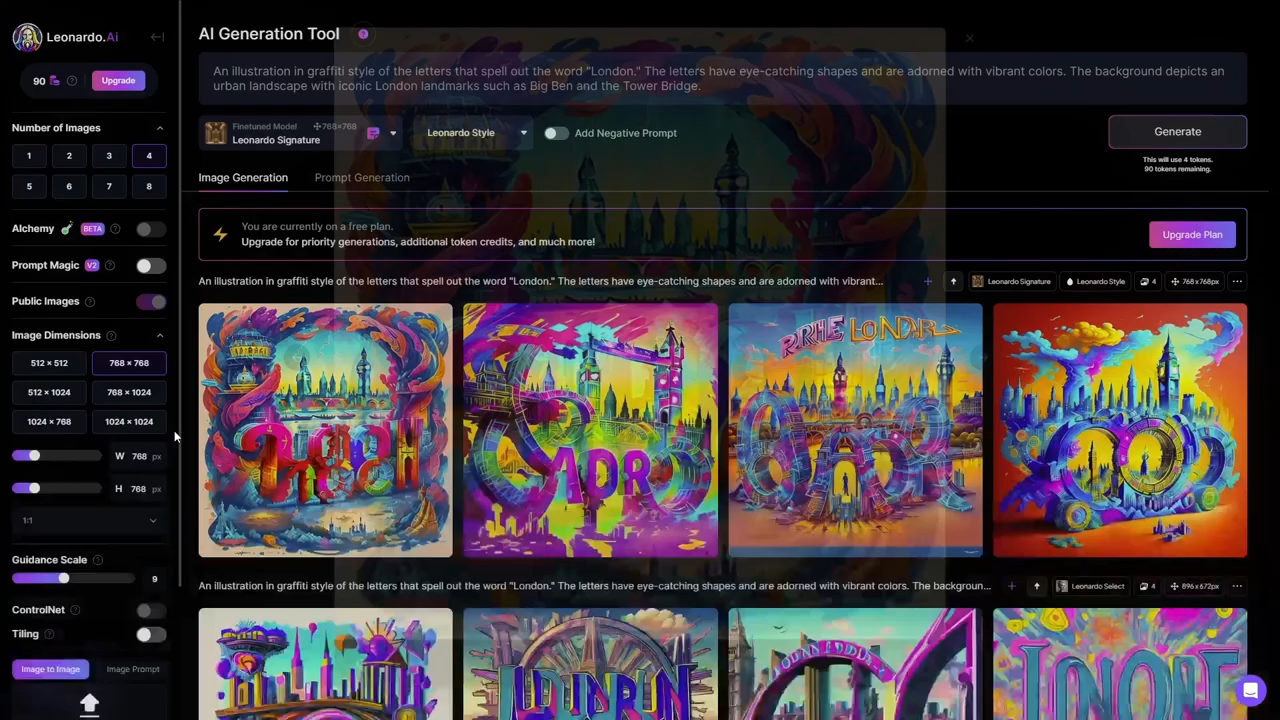 Leonardo.Ai
90
Upgrade
Number of Images
1 2 3 4
5 6 7 8
Alchemy BETA
Prompt Magic V2
Public Images
Image Dimensions
512 × 512 768 × 768
512 × 1024 768 × 1024
1024 × 768 1024 × 1024
W 768 px
H 768 px
1:1
Guidance Scale
9
ControlNet
Tiling
Image to Image Image Prompt
AI Generation Tool
An illustration in graffiti style of the letters that spell out the word "London." The letters have eye-catching shapes and are adorned with vibrant colors. The background depicts an
urban landscape with iconic London landmarks such as Big Ben and the Tower Bridge.
Finetuned Model 768×768
Leonardo Signature
Leonardo Style
Add Negative Prompt
Generate
This will use 4 tokens.
90 tokens remaining.
Image Generation Prompt Generation
You are currently on a free plan.
Upgrade for priority generations, additional token credits, and much more!
Upgrade Plan
An illustration in graffiti style of the letters that spell out the word "London." The letters have eye-catching shapes and are adorned with vibrant...
Leonardo Signature Leonardo Style 4 768 x 768px
ADR
An illustration in graffiti style of the letters that spell out the word "London." The letters have eye-catching shapes and are adorned with vibrant colors. The backgroun...
Leonardo Select 4 896 x 672px